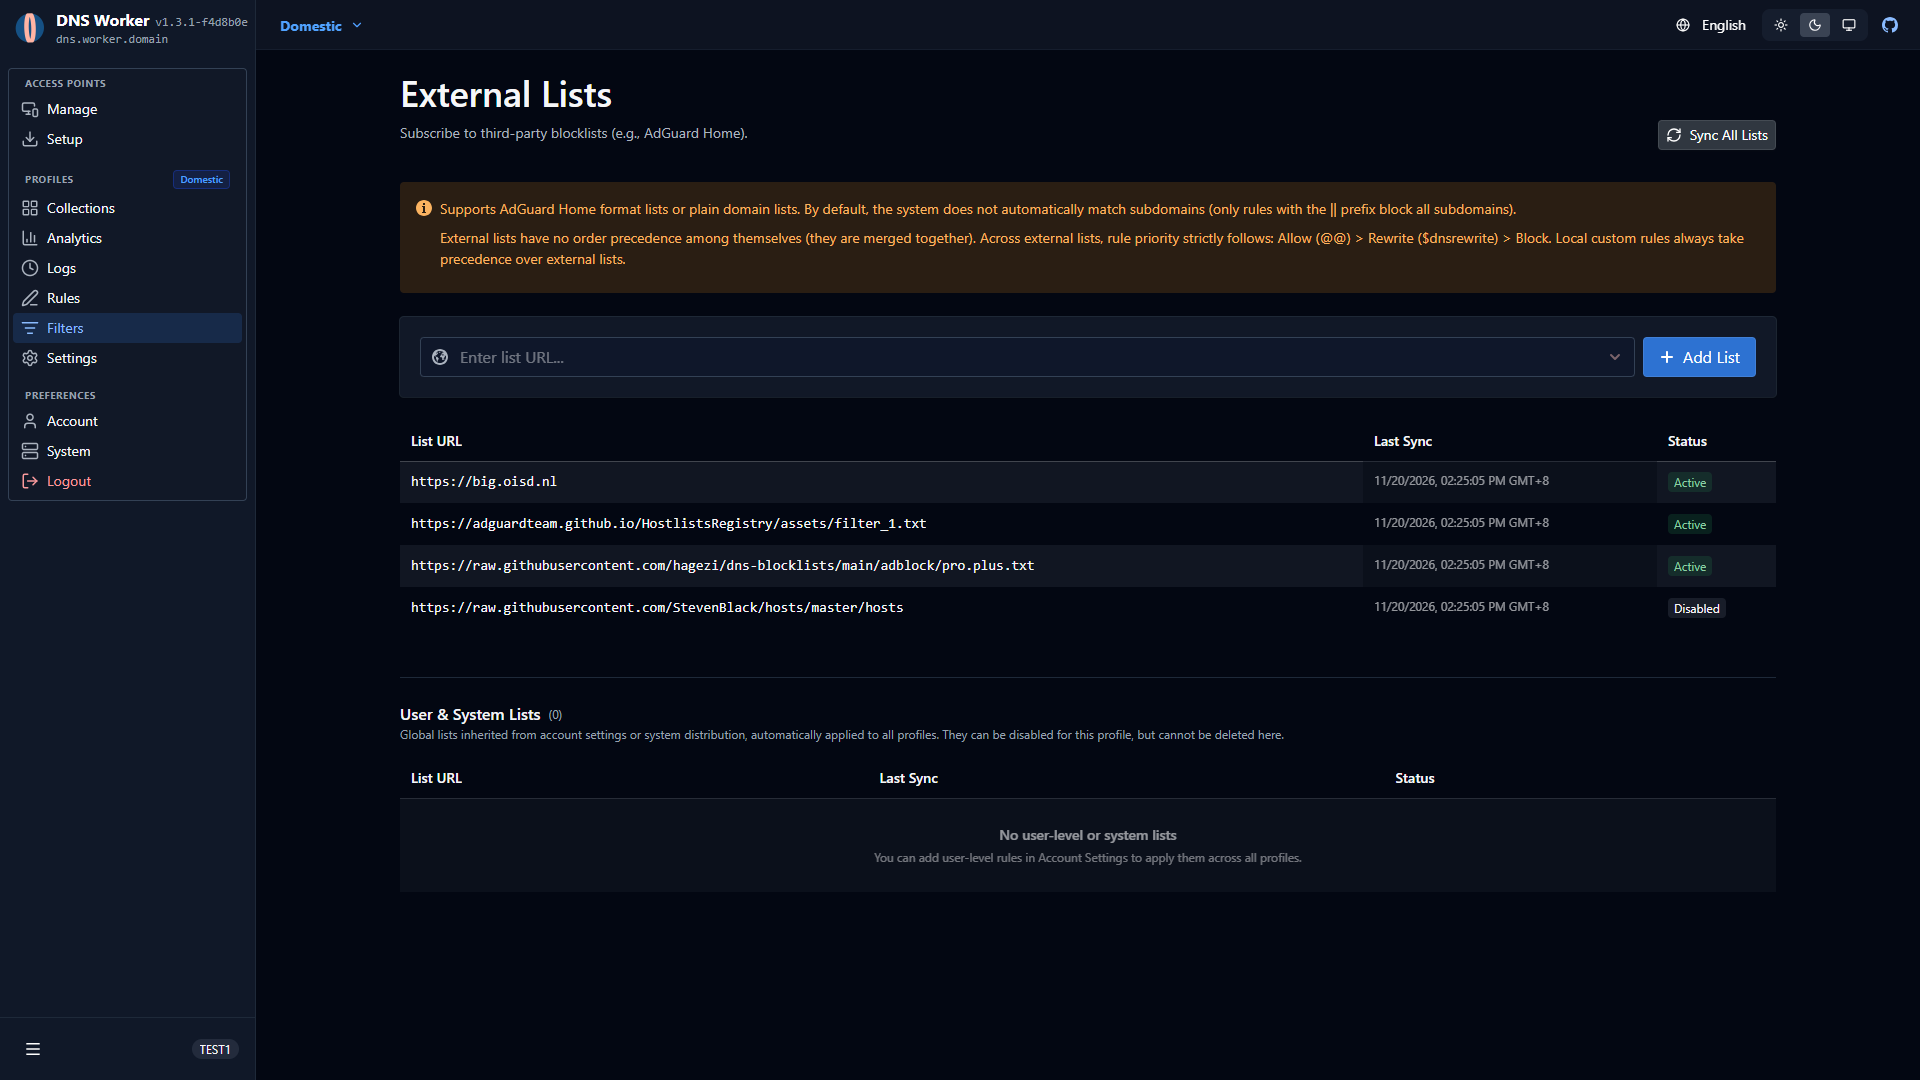 DNS Worker v1.3.1-f4d8b0e
dns.worker.domain
Domestic
English
ACCESS POINTS
Manage
Setup
PROFILES Domestic
Collections
Analytics
Logs
Rules
Filters
Settings
PREFERENCES
Account
System
Logout
TEST1
External Lists
Subscribe to third-party blocklists (e.g., AdGuard Home).
Sync All Lists
Supports AdGuard Home format lists or plain domain lists. By default, the system does not automatically match subdomains (only rules with the || prefix block all subdomains).
External lists have no order precedence among themselves (they are merged together). Across external lists, rule priority strictly follows: Allow (@@) > Rewrite ($dnsrewrite) > Block. Local custom rules always take
precedence over external lists.
Enter list URL...
Add List
List URL Last Sync Status
https://big.oisd.nl 11/20/2026, 02:25:05 PM GMT+8 Active
https://adguardteam.github.io/HostlistsRegistry/assets/filter_1.txt 11/20/2026, 02:25:05 PM GMT+8 Active
https://raw.githubusercontent.com/hagezi/dns-blocklists/main/adblock/pro.plus.txt 11/20/2026, 02:25:05 PM GMT+8 Active
https://raw.githubusercontent.com/StevenBlack/hosts/master/hosts 11/20/2026, 02:25:05 PM GMT+8 Disabled
User & System Lists (0)
Global lists inherited from account settings or system distribution, automatically applied to all profiles. They can be disabled for this profile, but cannot be deleted here.
List URL Last Sync Status
No user-level or system lists
You can add user-level rules in Account Settings to apply them across all profiles.